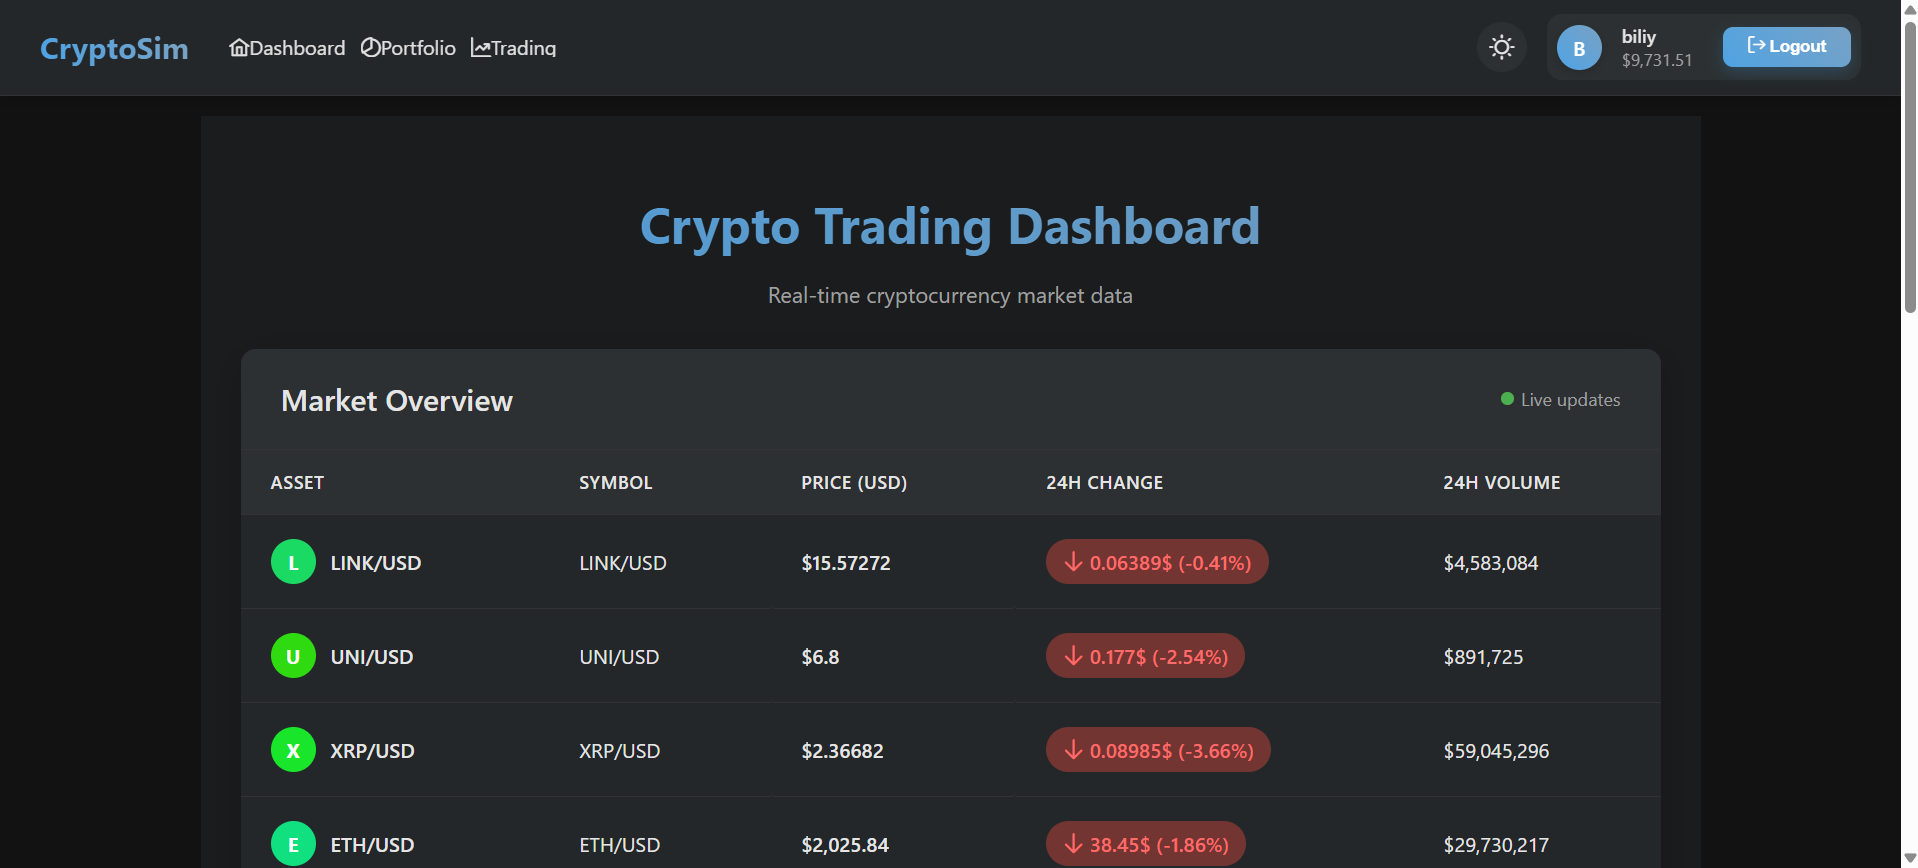 CryptoSim Dashboard Portfolio Trading B biliy $9,731.51 Logout
Crypto Trading Dashboard
Real-time cryptocurrency market data
Market Overview Live updates
ASSET SYMBOL PRICE (USD) 24H CHANGE 24H VOLUME
L LINK/USD LINK/USD $15.57272 ↓ 0.06389$ (-0.41%) $4,583,084
U UNI/USD UNI/USD $6.8 ↓ 0.177$ (-2.54%) $891,725
X XRP/USD XRP/USD $2.36682 ↓ 0.08985$ (-3.66%) $59,045,296
E ETH/USD ETH/USD $2,025.84 ↓ 38.45$ (-1.86%) $29,730,217